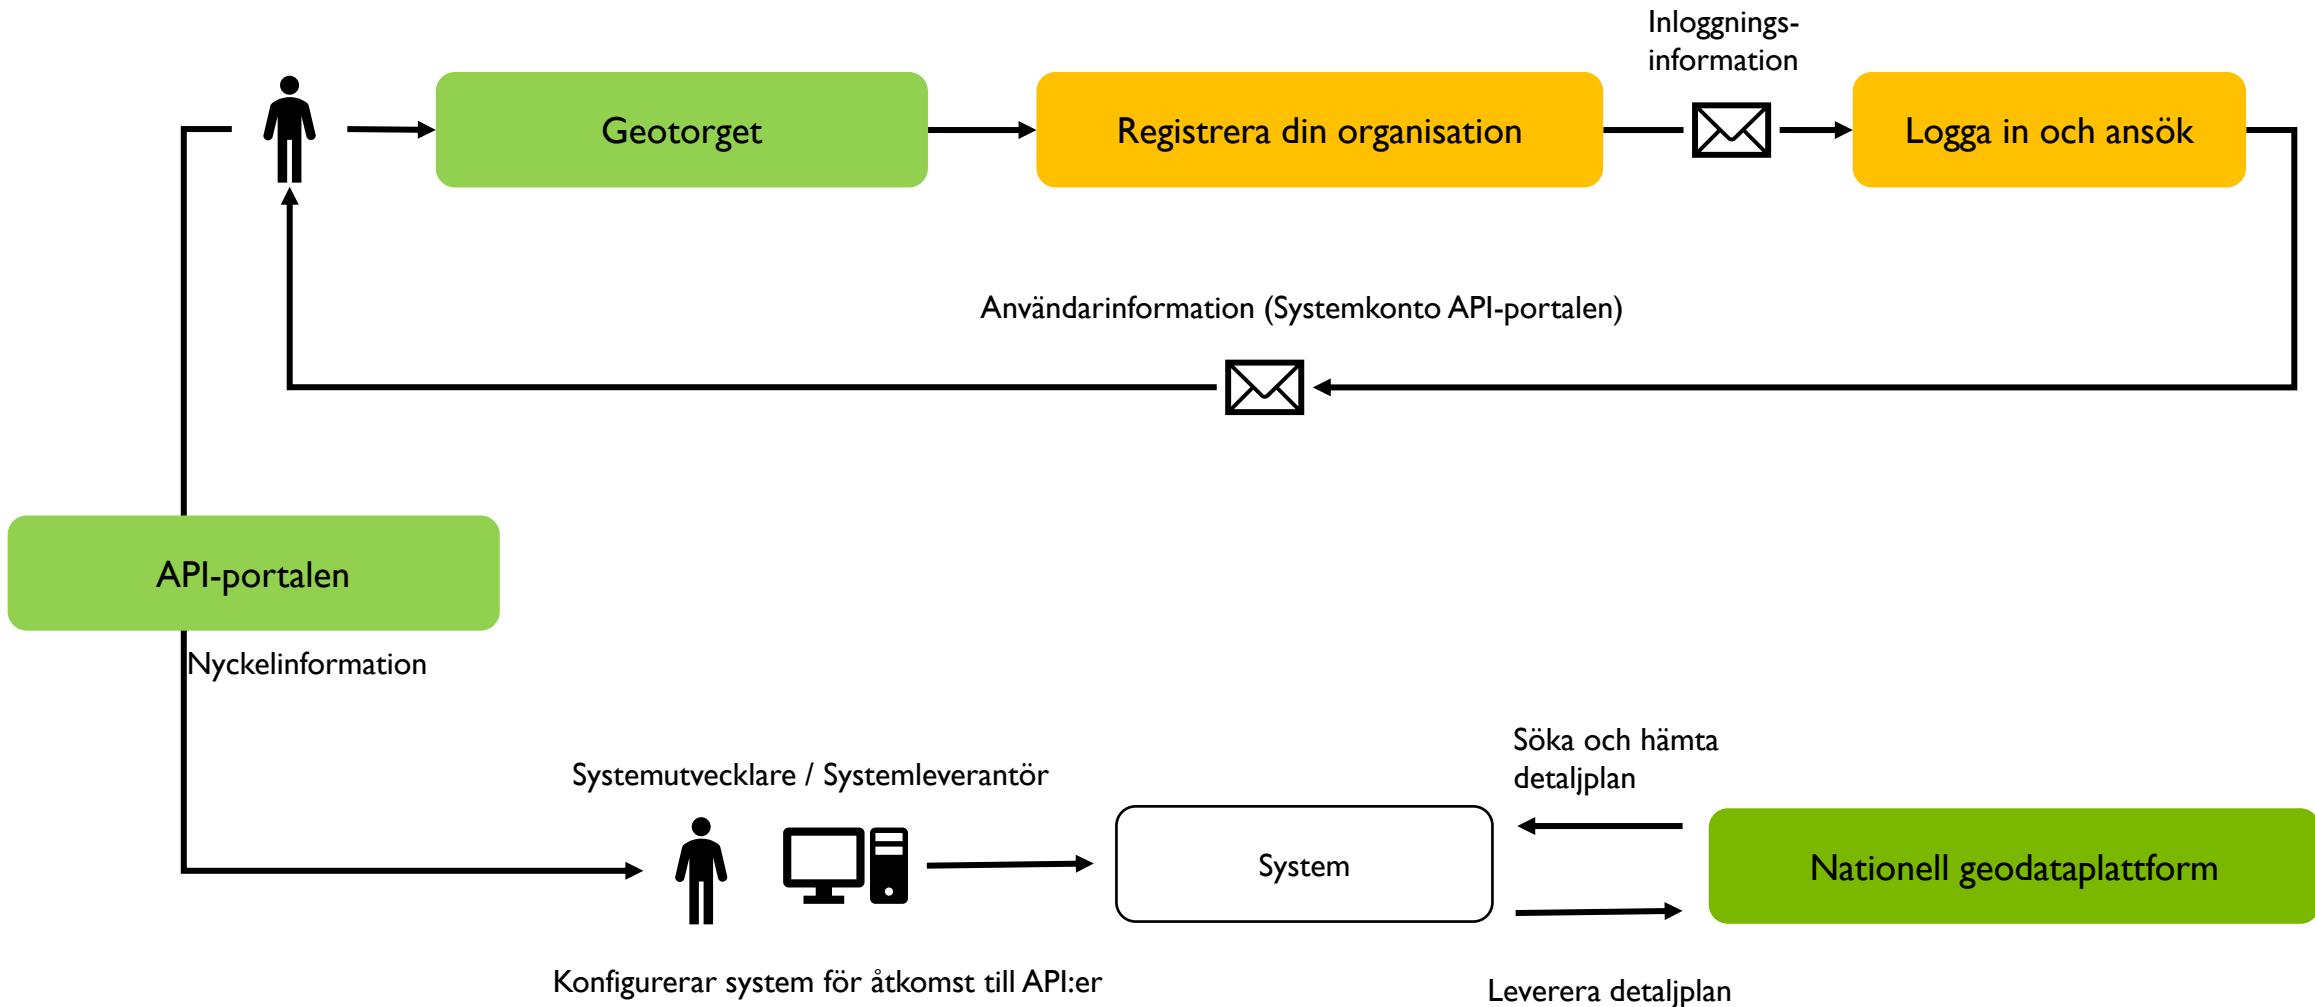 Inloggnings-
information
Geotorget
Registrera din organisation
Logga in och ansök
Användarinformation (Systemkonto API-portalen)
API-portalen
Nyckelinformation
Söka och hämta
detaljplan
Systemutvecklare / Systemleverantör
System
Nationell geodataplattform
Konfigurerar system för åtkomst till API:er
Leverera detaljplan